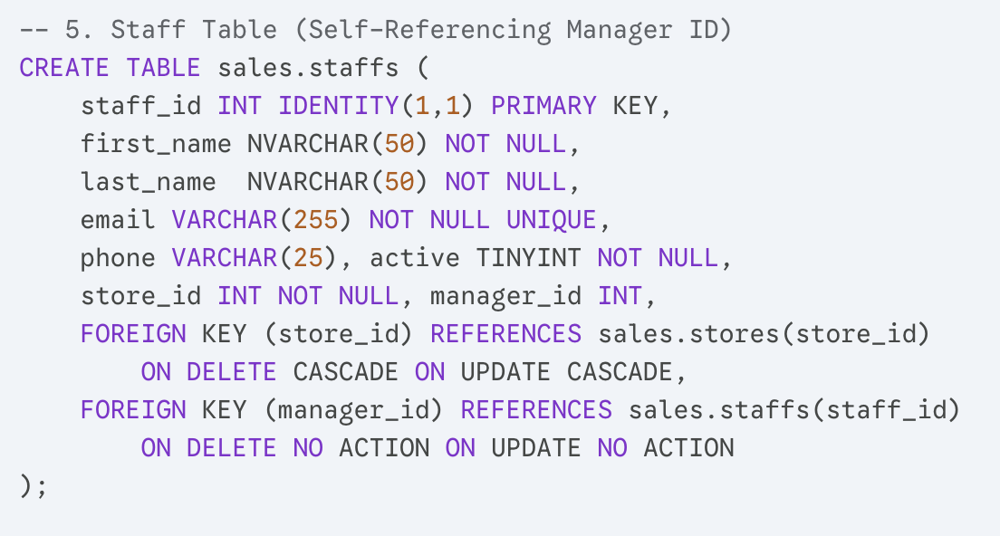 -- 5. Staff Table (Self-Referencing Manager ID)
CREATE TABLE sales.staffs (
    staff_id INT IDENTITY(1,1) PRIMARY KEY,
    first_name NVARCHAR(50) NOT NULL,
    last_name  NVARCHAR(50) NOT NULL,
    email VARCHAR(255) NOT NULL UNIQUE,
    phone VARCHAR(25), active TINYINT NOT NULL,
    store_id INT NOT NULL, manager_id INT,
    FOREIGN KEY (store_id) REFERENCES sales.stores(store_id)
        ON DELETE CASCADE ON UPDATE CASCADE,
    FOREIGN KEY (manager_id) REFERENCES sales.staffs(staff_id)
        ON DELETE NO ACTION ON UPDATE NO ACTION
);